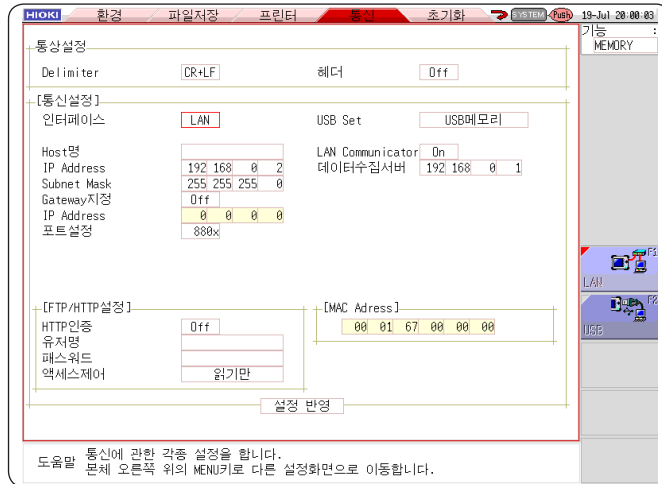 HIOKI 환경 파일저장 프린터 통신 초기화 SYSTEM Push 19-Jul 20:00:03
기능 :
MEMORY
통상설정
Delimiter CR+LF 헤더 Off
[통신설정]
인터페이스 LAN USB Set USB메모리
Host명 LAN Communicator On
IP Address 192 168 0 2 데이터수집서버 192 168 0 1
Subnet Mask 255 255 255 0
Gateway지정 Off
IP Address 0 0 0 0
포트설정 880x
F1
LAN
F2
USB
[FTP/HTTP설정] [MAC Adress]
HTTP인증 Off 00 01 67 00 00 00
유저명
패스워드
액세스제어 읽기만
설정 반영
도움말 통신에 관한 각종 설정을 합니다.
본체 오른쪽 위의 MENU키로 다른 설정화면으로 이동합니다.